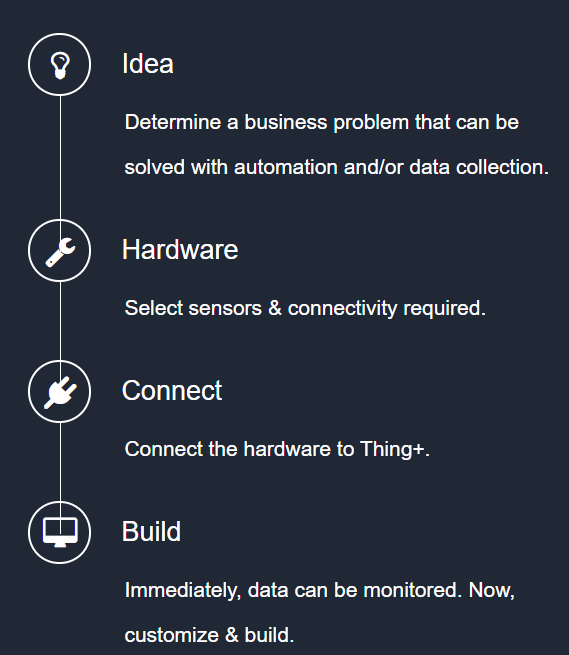 Idea
Determine a business problem that can be
solved with automation and/or data collection.
Hardware
Select sensors & connectivity required.
Connect
Connect the hardware to Thing+.
Build
Immediately, data can be monitored. Now,
customize & build.